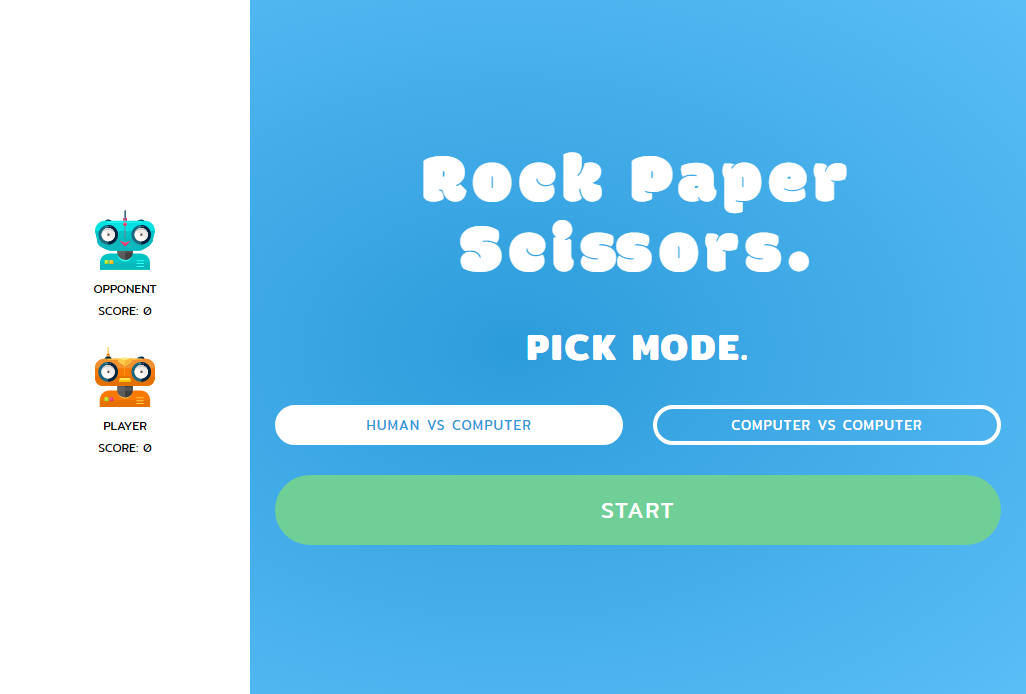 OPPONENT
SCORE: 0
PLAYER
SCORE: 0
Rock Paper
Scissors.
PICK MODE.
HUMAN VS COMPUTER
COMPUTER VS COMPUTER
START